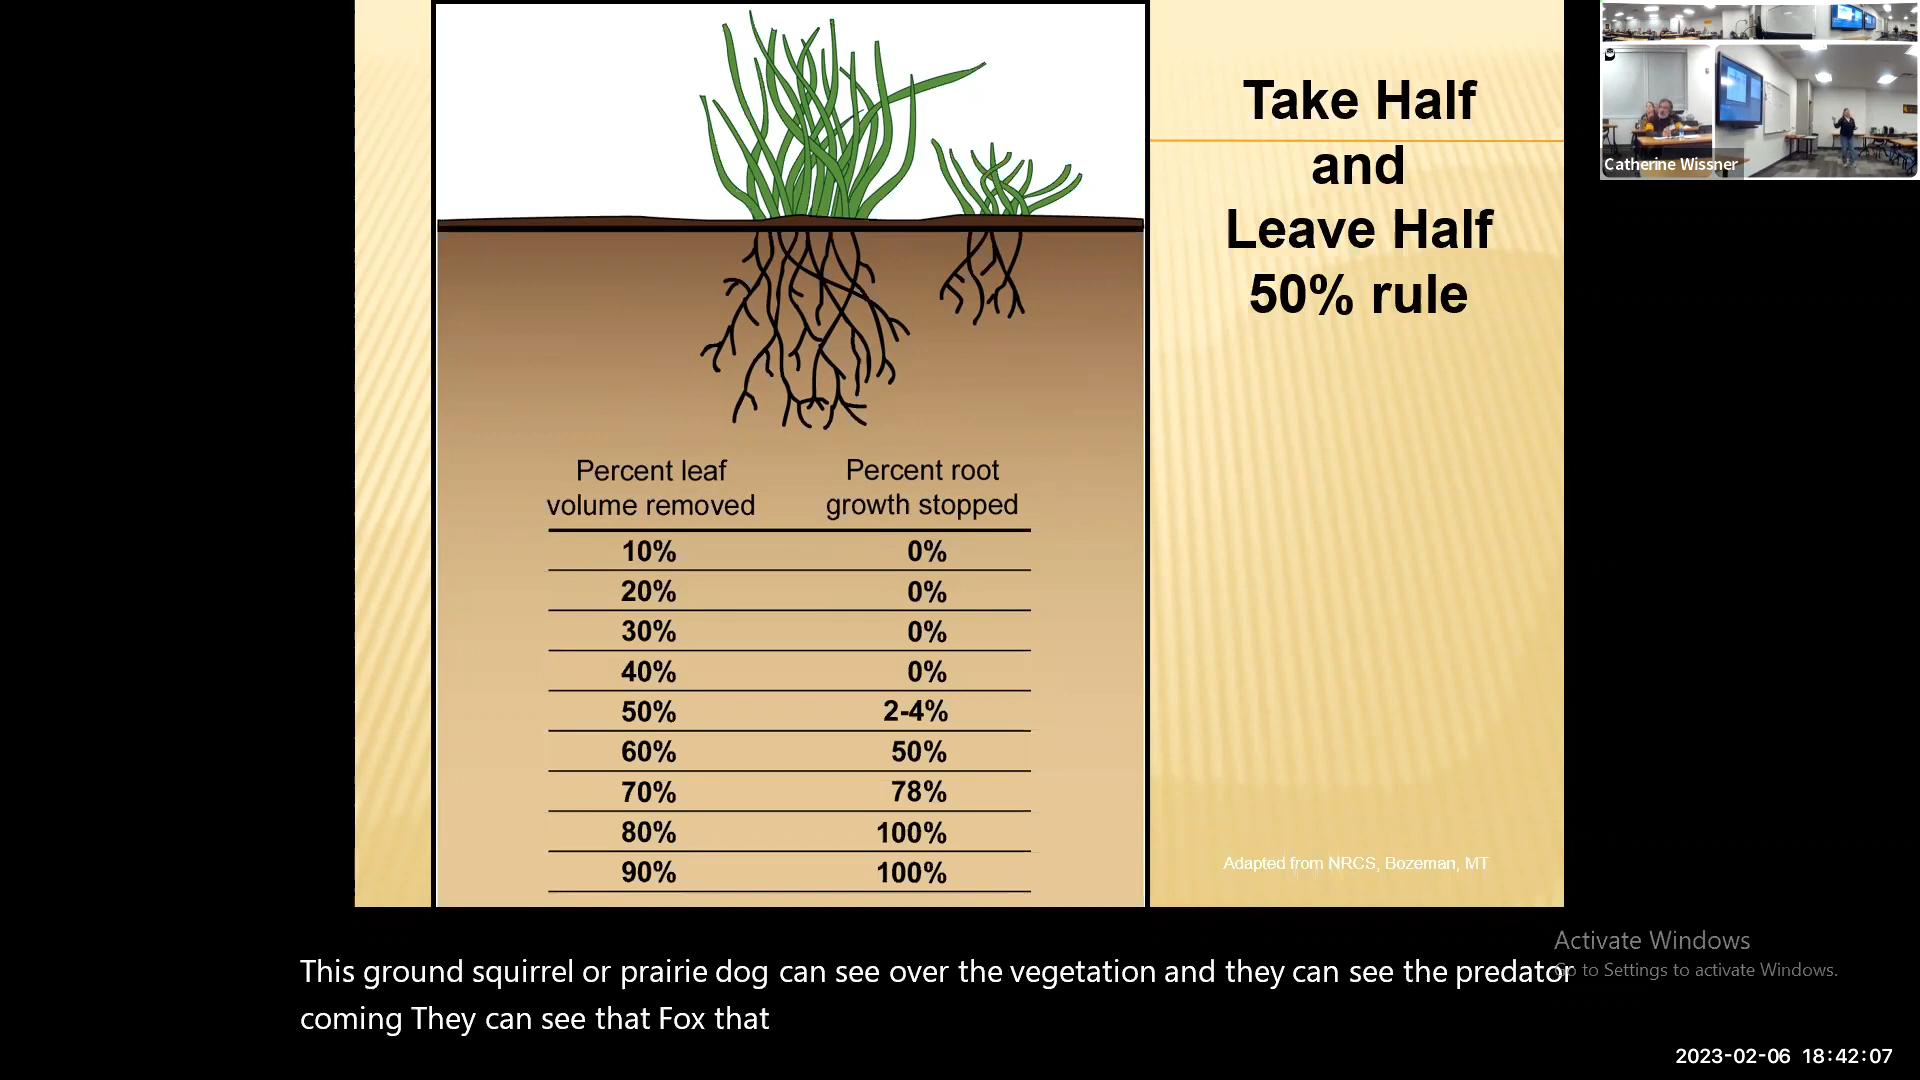 Take Half
and
Leave Half
50% rule
Percent leaf volume removed Percent root growth stopped
10% 0%
20% 0%
30% 0%
40% 0%
50% 2-4%
60% 50%
70% 78%
80% 100%
90% 100%
Adapted from NRCS, Bozeman, MT
Catherine Wissner
This ground squirrel or prairie dog can see over the vegetation and they can see the predator
coming They can see that Fox that
Activate Windows
Go to Settings to activate Windows.
2023-02-06 18:42:07